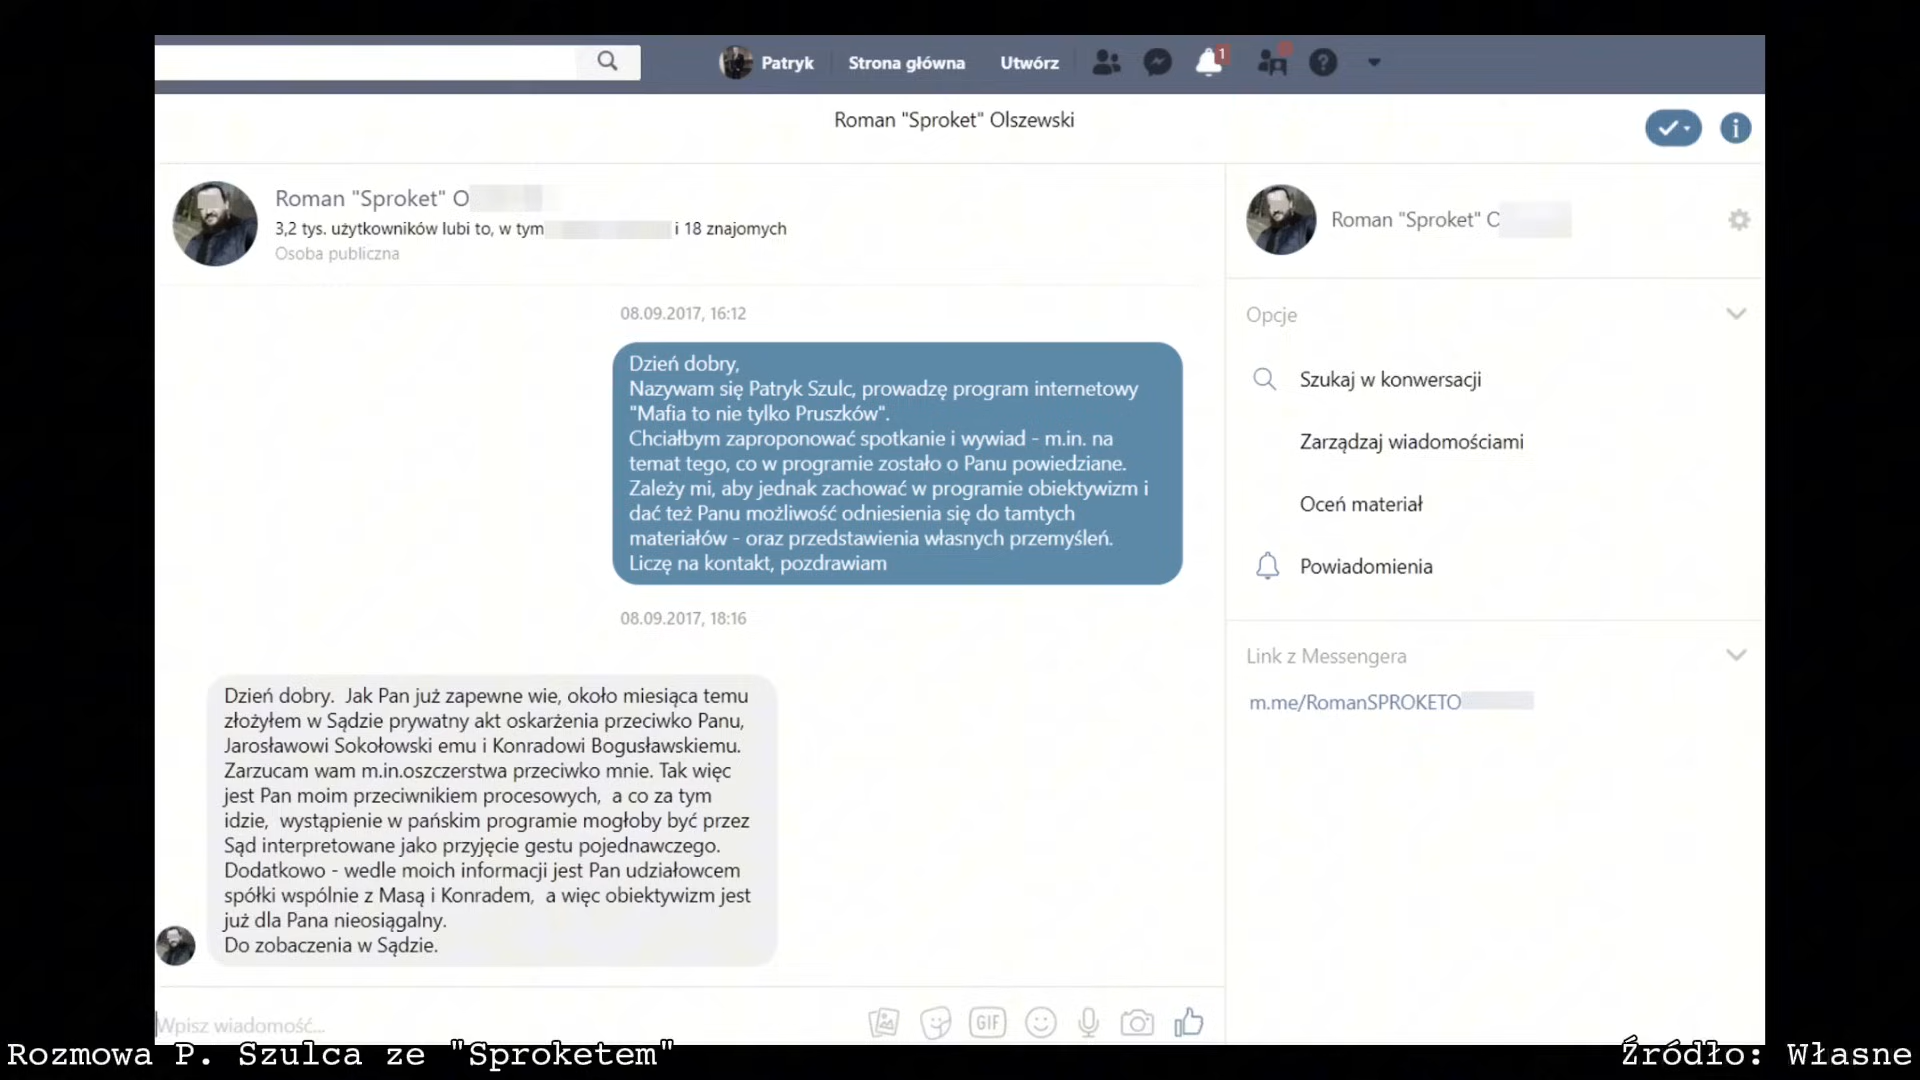 Patryk
Strona główna
Utwórz
1
Roman "Sproket" Olszewski
Roman "Sproket" O
3,2 tys. użytkowników lubi to, w tym i 18 znajomych
Osoba publiczna
08.09.2017, 16:12
Dzień dobry,
Nazywam się Patryk Szulc, prowadzę program internetowy
"Mafia to nie tylko Pruszków".
Chciałbym zaproponować spotkanie i wywiad - m.in. na
temat tego, co w programie zostało o Panu powiedziane.
Zależy mi, aby jednak zachować w programie obiektywizm i
dać też Panu możliwość odniesienia się do tamtych
materiałów - oraz przedstawienia własnych przemyśleń.
Liczę na kontakt, pozdrawiam
08.09.2017, 18:16
Dzień dobry. Jak Pan już zapewne wie, około miesiąca temu
złożyłem w Sądzie prywatny akt oskarżenia przeciwko Panu,
Jarosławowi Sokołowski emu i Konradowi Bogusławskiemu.
Zarzucam wam m.in.oszczerstwa przeciwko mnie. Tak więc
jest Pan moim przeciwnikiem procesowych, a co za tym
idzie, wystąpienie w pańskim programie mogłoby być przez
Sąd interpretowane jako przyjęcie gestu pojednawczego.
Dodatkowo - wedle moich informacji jest Pan udziałowcem
spółki wspólnie z Masą i Konradem, a więc obiektywizm jest
już dla Pana nieosiągalny.
Do zobaczenia w Sądzie.
Wpisz wiadomość...
GIF
Roman "Sproket" O
Opcje
Szukaj w konwersacji
Zarządzaj wiadomościami
Oceń materiał
Powiadomienia
Link z Messengera
m.me/RomanSPROKETO
Rozmowa P. Szulca ze "Sproketem"
Źródło: Własne